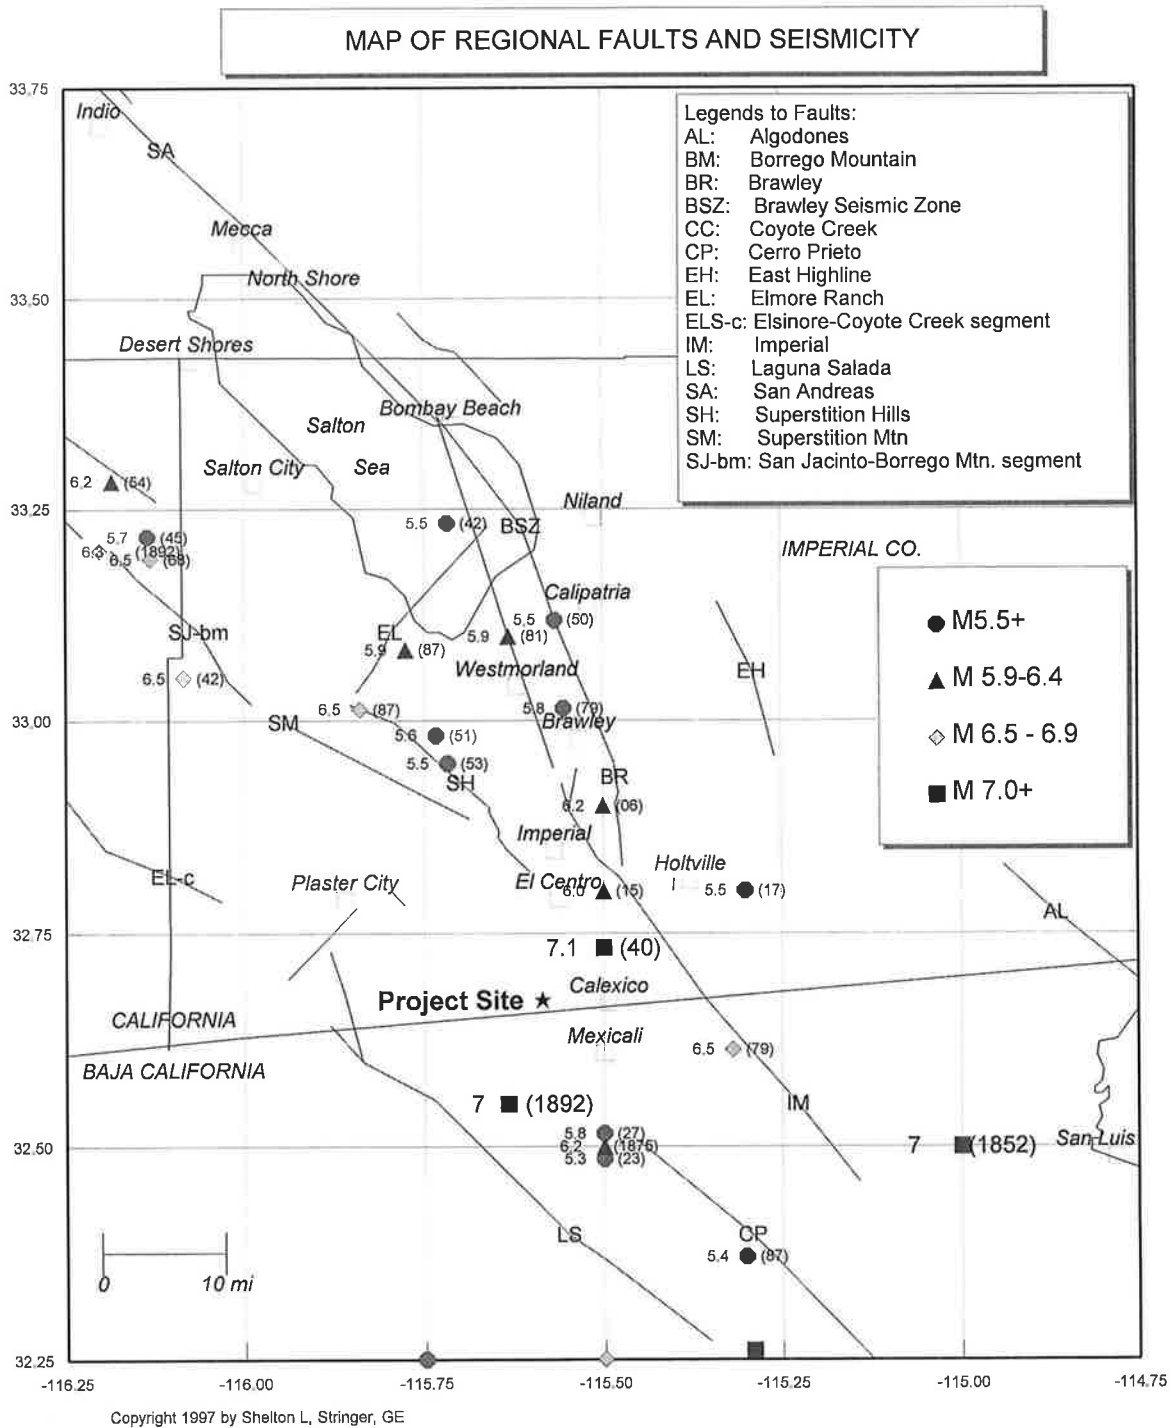 MAP OF REGIONAL FAULTS AND SEISMICITY
33.75
Indio
SA
Legends to Faults:
AL: Algodones
BM: Borrego Mountain
BR: Brawley
BSZ: Brawley Seismic Zone
CC: Coyote Creek
CP: Cerro Prieto
EH: East Highline
EL: Elmore Ranch
ELS-c: Elsinore-Coyote Creek segment
IM: Imperial
LS: Laguna Salada
SA: San Andreas
SH: Superstition Hills
SM: Superstition Mtn
SJ-bm: San Jacinto-Borrego Mtn. segment
Mecca
North Shore
33.50
Desert Shores
Bombay Beach
Salton
Sea
Salton City
6.2 (54)
33.25
Niland
5.5 (42)
BSZ
5.7 (45)
(1892)
6.5 (68)
IMPERIAL CO.
Calipatria
5.5 (50)
M5.5+
M 5.9-6.4
M 6.5 - 6.9
M 7.0+
SJ-bm
EL
5.9 (87)
5.9 (81)
Westmorland
EH
6.5 (42)
6.5 (87)
5.8 (79)
Brawley
33.00
SM
5.6 (51)
5.5 (53)
SH
BR
6.2 (06)
Imperial
Holtville
EL-c
Plaster City
El Centro
6.0 (15)
5.5 (17)
AL
32.75
7.1 (40)
Calexico
Project Site
CALIFORNIA
Mexicali
6.5 (79)
BAJA CALIFORNIA
7 (1892)
IM
5.8 (27)
6.2 (1875)
5.3 (23)
32.50
7 (1852)
San Luis
LS
CP
5.4 (87)
0 10 mi
32.25
-116.25 -116.00 -115.75 -115.50 -115.25 -115.00 -114.75
Copyright 1997 by Shelton L, Stringer, GE